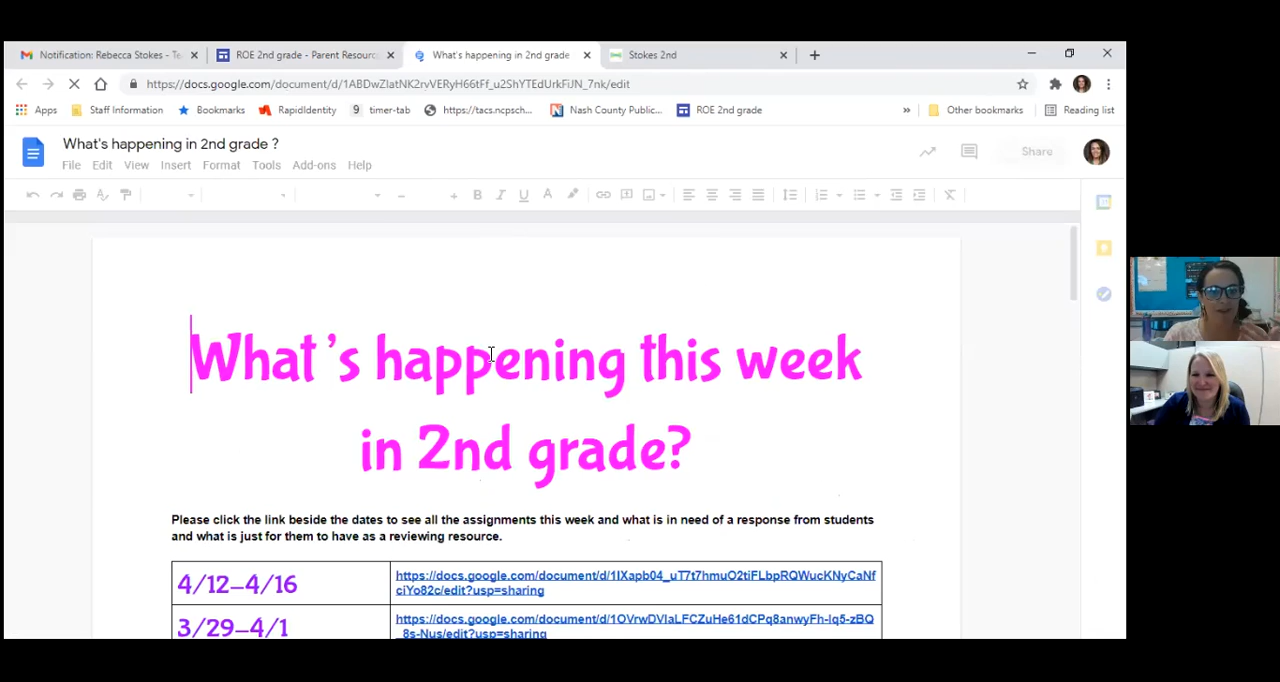 Notification: Rebecca Stokes - Te
ROE 2nd grade - Parent Resourc
What's happening in 2nd grade
Stokes 2nd
https://docs.google.com/document/d/1ABDwZlatNK2rvVERyH66tFf_u2ShYTEdUrkFiJN_7nk/edit
Apps
Staff Information
Bookmarks
RapidIdentity
timer-tab
https://tacs.ncpsch...
Nash County Public...
ROE 2nd grade
»
Other bookmarks
Reading list
What's happening in 2nd grade ?
File Edit View Insert Format Tools Add-ons Help
Share
What's happening this week
in 2nd grade?
Please click the link beside the dates to see all the assignments this week and what is in need of a response from students
and what is just for them to have as a reviewing resource.
4/12–4/16
https://docs.google.com/document/d/1IXapb04_uT7t7hmuO2tiFLbpRQWucKNyCaNf
ciYo82c/edit?usp=sharing
3/29–4/1
https://docs.google.com/document/d/1OVrwDVIaLFCZuHe61dCPq8anwyFh-Iq5-zBQ
_8s-Nus/edit?usp=sharing